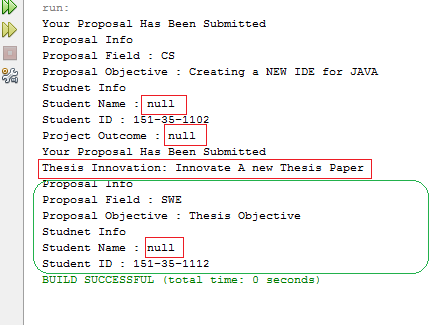 run:
Your Proposal Has Been Submitted
Proposal Info
Proposal Field : CS
Proposal Objective : Creating a NEW IDE for JAVA
Studnet Info
Student Name : null
Student ID : 151-35-1102
Project Outcome : null
Your Proposal Has Been Submitted
Thesis Innovation: Innovate A new Thesis Paper
Proposal Info
Proposal Field : SWE
Proposal Objective : Thesis Objective
Studnet Info
Student Name : null
Student ID : 151-35-1112
BUILD SUCCESSFUL (total time: 0 seconds)